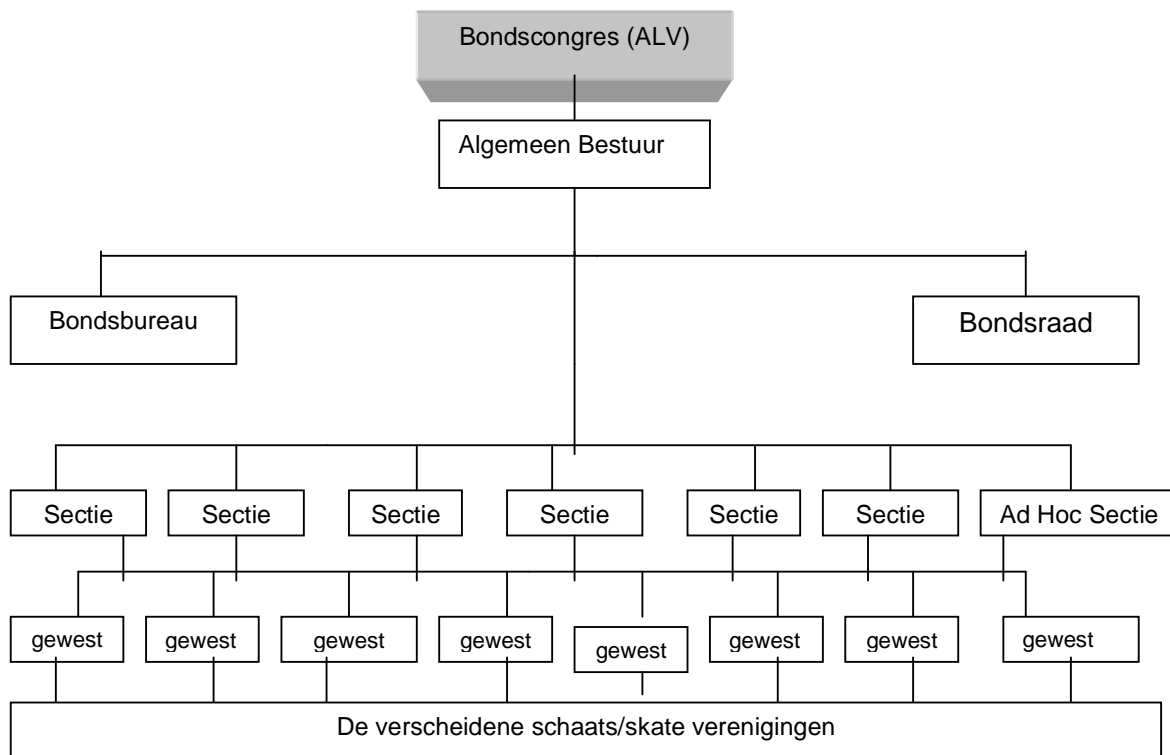 Bondscongres (ALV)
Algemeen Bestuur
Bondsbureau
Bondsraad
Sectie
Sectie
Sectie
Sectie
Sectie
Sectie
Ad Hoc Sectie
gewest
gewest
gewest
gewest
gewest
gewest
gewest
gewest
De verscheidene schaats/skate verenigingen